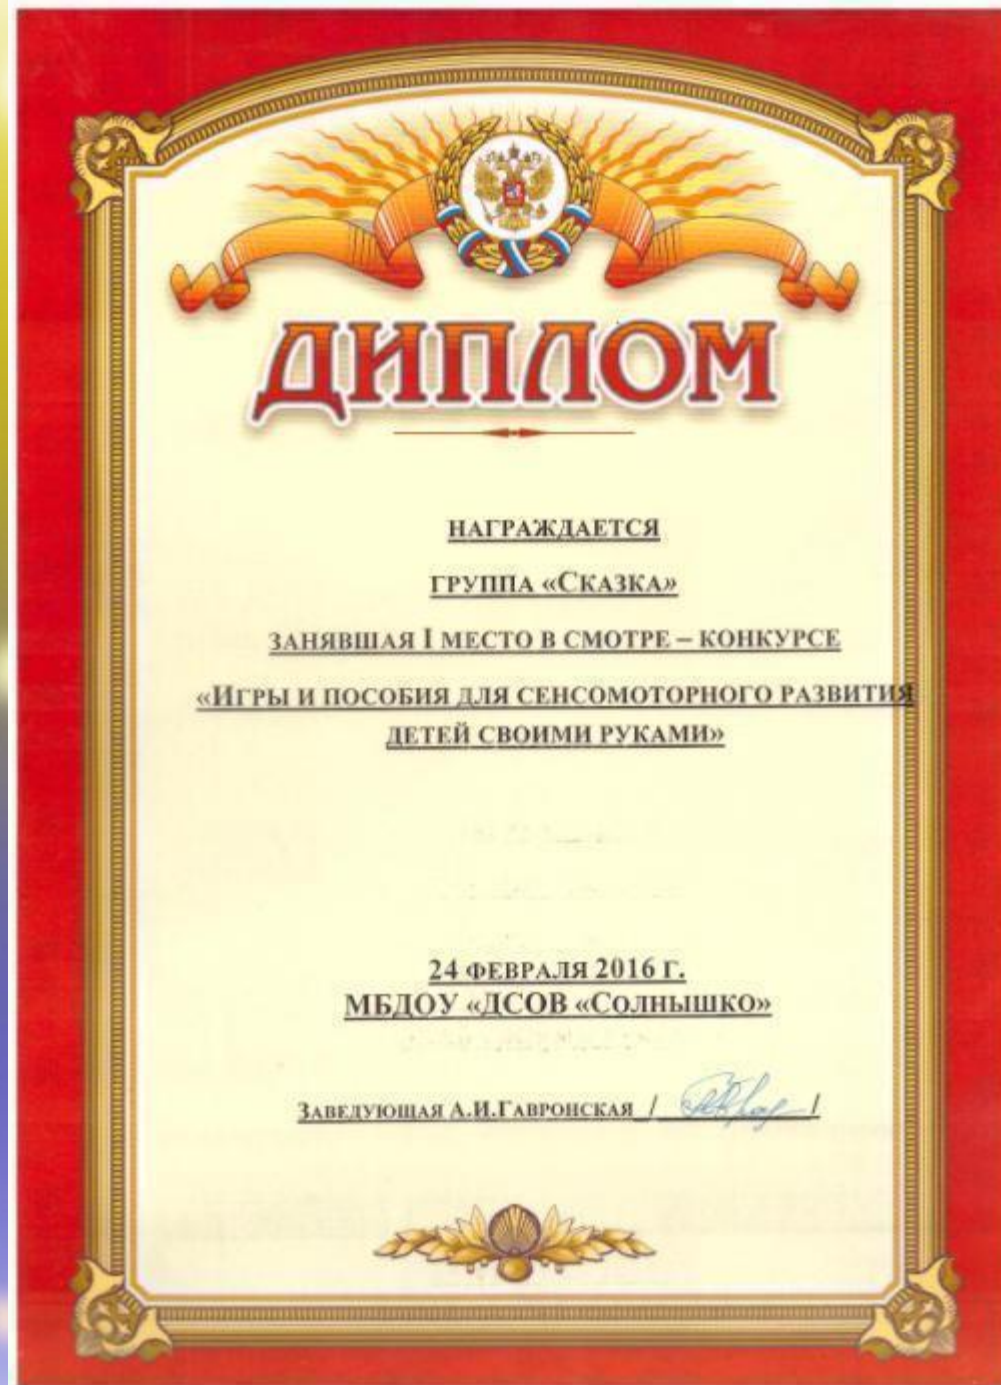 ДИПЛОМ
НАГРАЖДАЕТСЯ
ГРУППА «СКАЗКА»
ЗАНЯВШАЯ I МЕСТО В СМОТРЕ – КОНКУРСЕ
«ИГРЫ И ПОСОБИЯ ДЛЯ СЕНСОМОТОРНОГО РАЗВИТИЯ
ДЕТЕЙ СВОИМИ РУКАМИ»
24 ФЕВРАЛЯ 2016 Г.
МБДОУ «ДСОВ «СОЛНЫШКО»
ЗАВЕДУЮЩАЯ А.И.ГАВРОНСКАЯ / /